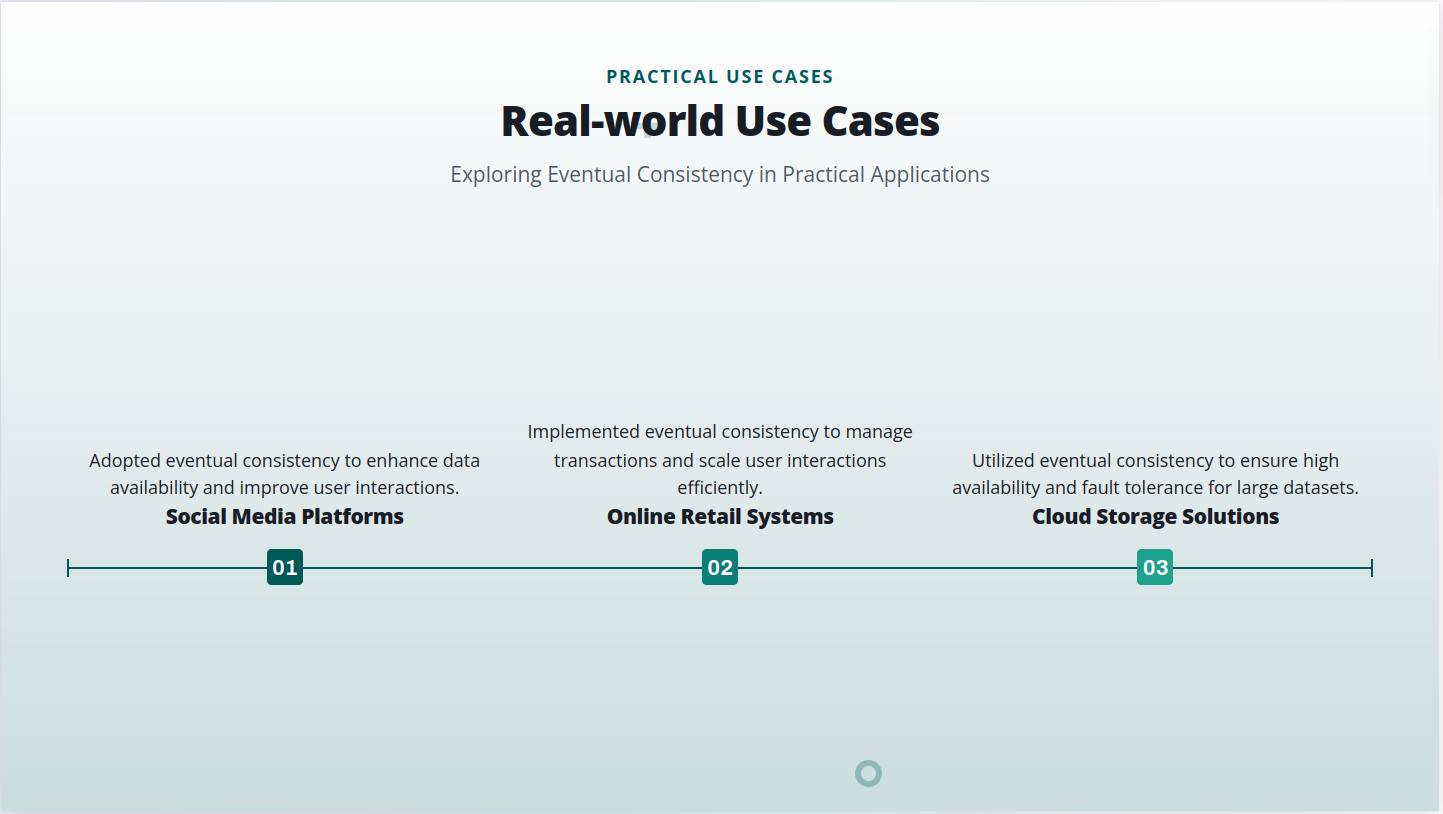 PRACTICAL USE CASES
Real-world Use Cases
Exploring Eventual Consistency in Practical Applications
Adopted eventual consistency to enhance data
availability and improve user interactions.
Social Media Platforms
01
Implemented eventual consistency to manage
transactions and scale user interactions
efficiently.
Online Retail Systems
02
Utilized eventual consistency to ensure high
availability and fault tolerance for large datasets.
Cloud Storage Solutions
03